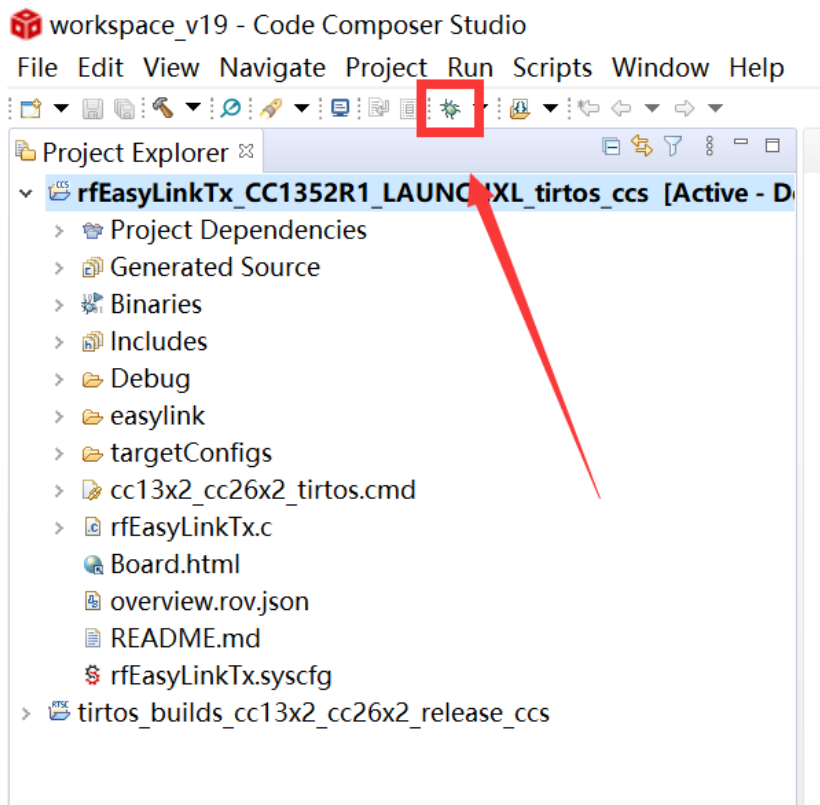 workspace_v19 - Code Composer Studio
File Edit View Navigate Project Run Scripts Window Help
Project Explorer
rfEasyLinkTx_CC1352R1_LAUNCHXL_tirtos_ccs [Active - De
Project Dependencies
Generated Source
Binaries
Includes
Debug
easylink
targetConfigs
cc13x2_cc26x2_tirtos.cmd
rfEasyLinkTx.c
Board.html
overview.rov.json
README.md
rfEasyLinkTx.syscfg
tirtos_builds_cc13x2_cc26x2_release_ccs